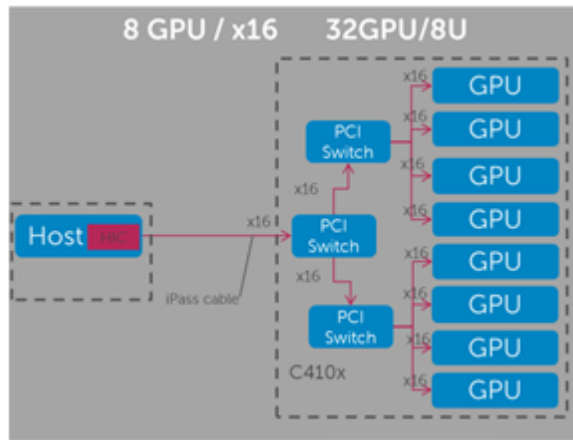 8 GPU / x16 32GPU/8U
x16
GPU
x16
GPU
PCI
Switch
x16
GPU
x16
x16
GPU
Host HIC
x16
PCI
Switch
x16
GPU
iPass cable
x16
x16
GPU
PCI
Switch
x16
GPU
C410x
x16
GPU